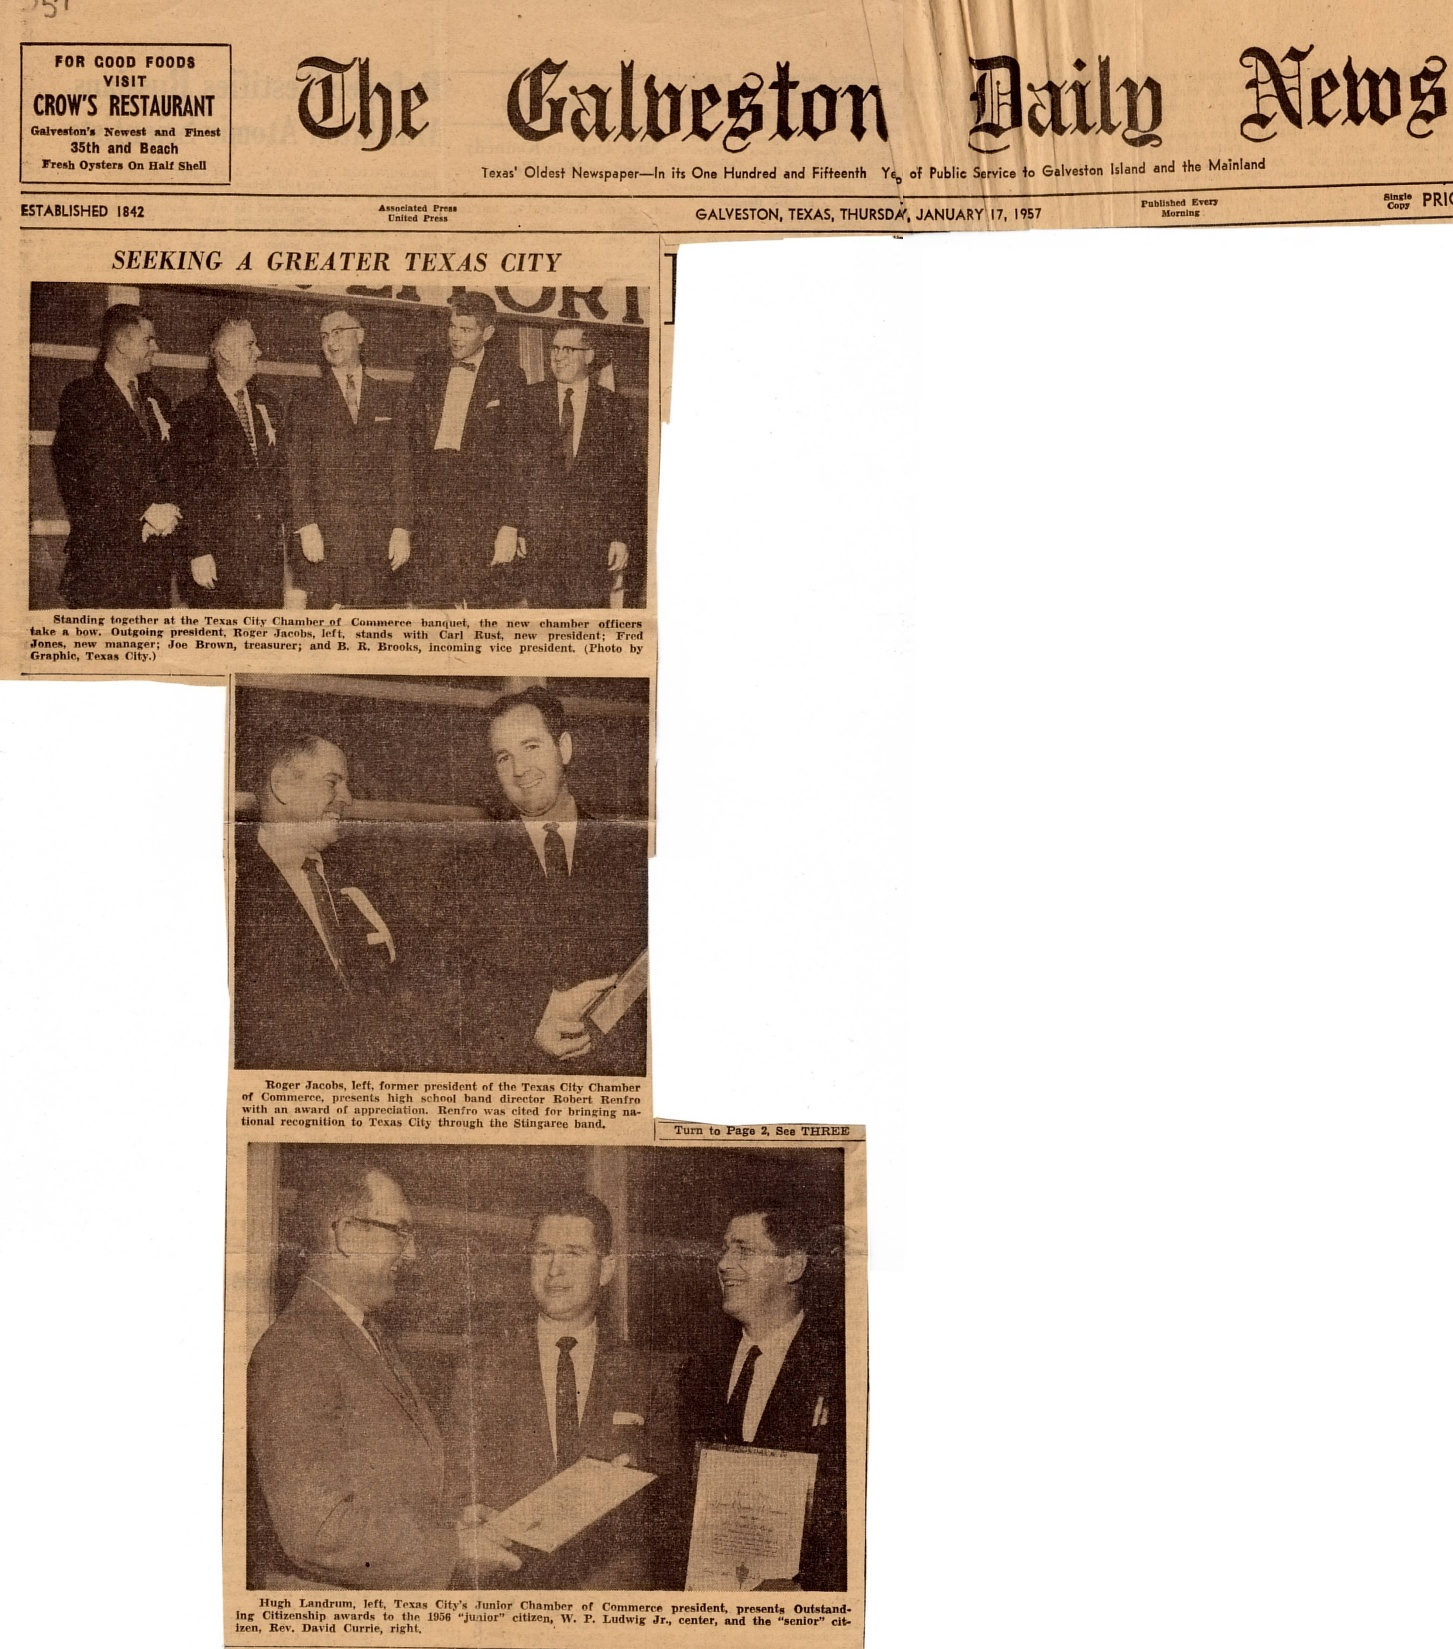 FOR GOOD FOODS
VISIT
CROW'S RESTAURANT
Galveston's Newest and Finest
35th and Beach
Fresh Oysters On Half Shell
The Galveston Daily News
Texas' Oldest Newspaper—In its One Hundred and Fifteenth Ye of Public Service to Galveston Island and the Mainland
ESTABLISHED 1842
Associated Press
United Press
GALVESTON, TEXAS, THURSDAY, JANUARY 17, 1957
Published Every
Morning
Single
Copy
PRIC
SEEKING A GREATER TEXAS CITY
Standing together at the Texas City Chamber of Commerce banquet, the new chamber officers
take a bow. Outgoing president, Roger Jacobs, left, stands with Carl Rust, new president; Fred
Jones, new manager; Joe Brown, treasurer; and B. R. Brooks, incoming vice president. (Photo by
Graphic, Texas City.)
Roger Jacobs, left, former president of the Texas City Chamber
of Commerce, presents high school band director Robert Renfro
with an award of appreciation. Renfro was cited for bringing na-
tional recognition to Texas City through the Stingaree band.
Turn to Page 2, See THREE
Hugh Landrum, left, Texas City's Junior Chamber of Commerce president, presents Outstand-
ing Citizenship awards to the 1956 "junior" citizen, W. P. Ludwig Jr., center, and the "senior" cit-
izen, Rev. David Currie, right.